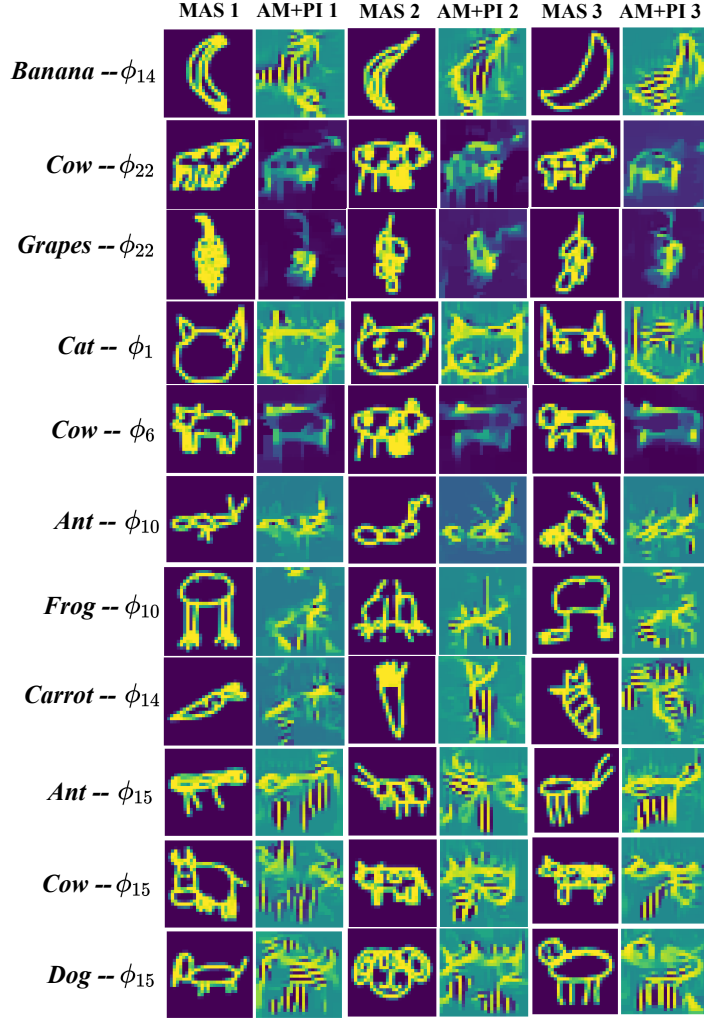 MAS 1 AM+PI 1 MAS 2 AM+PI 2 MAS 3 AM+PI 3
Banana -- ϕ14
Cow -- ϕ22
Grapes -- ϕ22
Cat -- ϕ1
Cow -- ϕ6
Ant -- ϕ10
Frog -- ϕ10
Carrot -- ϕ14
Ant -- ϕ15
Cow -- ϕ15
Dog -- ϕ15